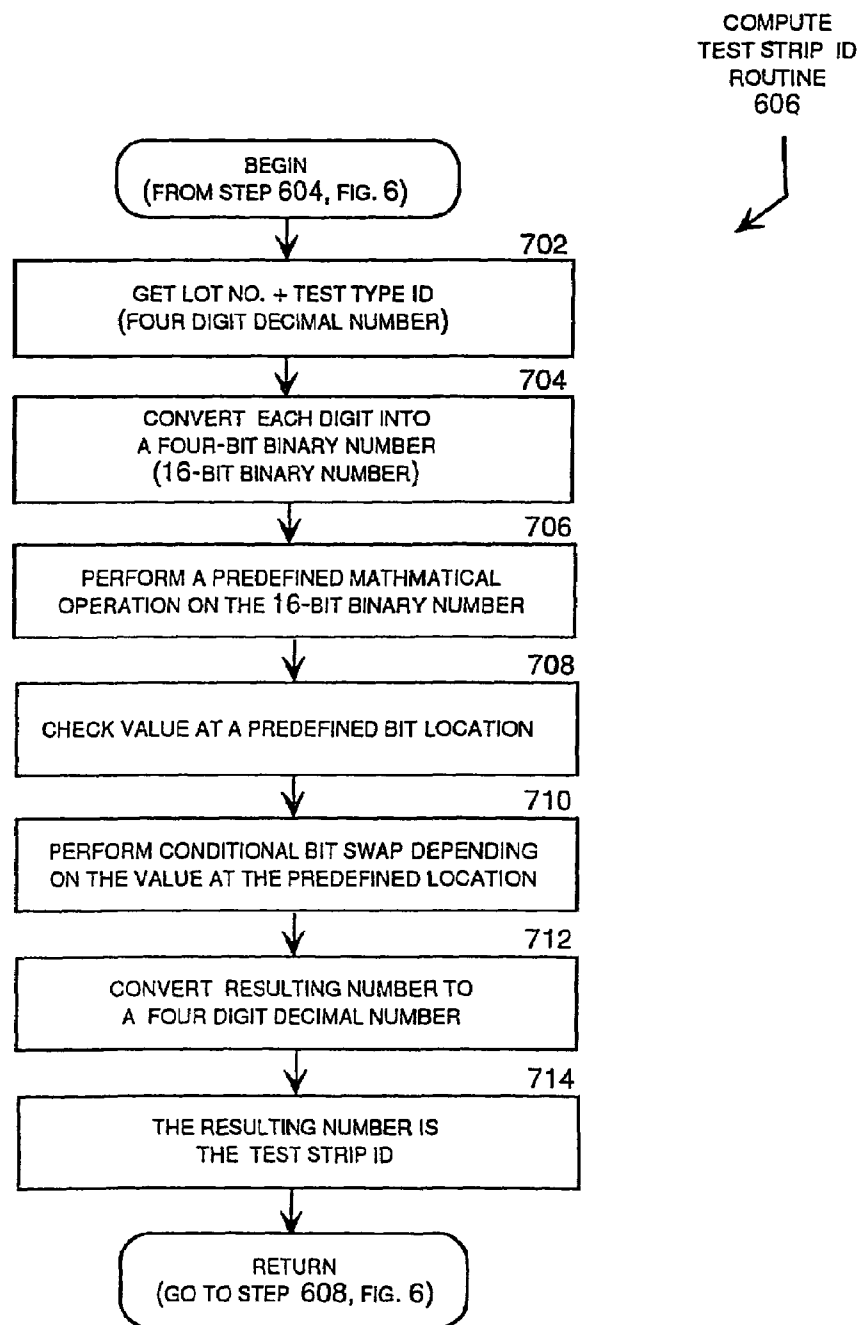 COMPUTE
TEST STRIP ID
ROUTINE
606
BEGIN
(FROM STEP 604, FIG. 6)
702
GET LOT NO. + TEST TYPE ID
(FOUR DIGIT DECIMAL NUMBER)
704
CONVERT EACH DIGIT INTO
A FOUR-BIT BINARY NUMBER
(16-BIT BINARY NUMBER)
706
PERFORM A PREDEFINED MATHMATICAL
OPERATION ON THE 16-BIT BINARY NUMBER
708
CHECK VALUE AT A PREDEFINED BIT LOCATION
710
PERFORM CONDITIONAL BIT SWAP DEPENDING
ON THE VALUE AT THE PREDEFINED LOCATION
712
CONVERT RESULTING NUMBER TO
A FOUR DIGIT DECIMAL NUMBER
714
THE RESULTING NUMBER IS
THE TEST STRIP ID
RETURN
(GO TO STEP 608, FIG. 6)